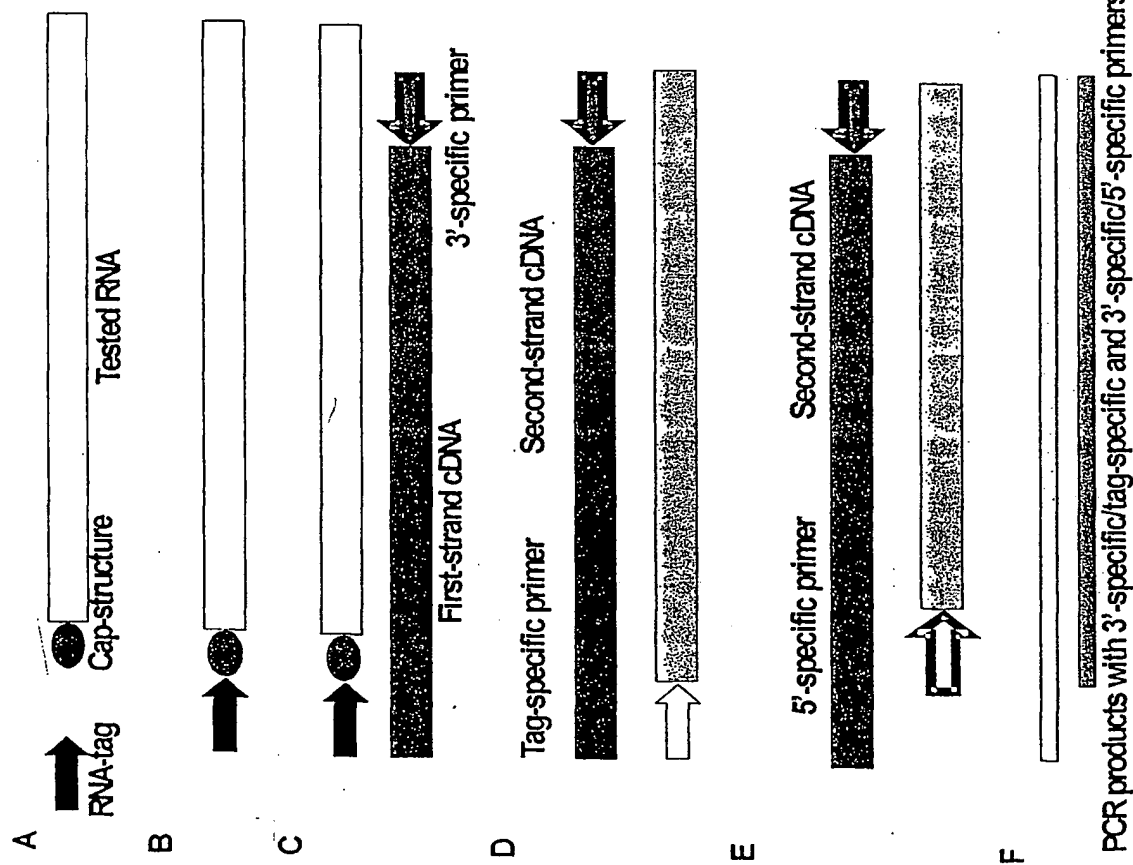 A
RNA-tag
Cap-structure
Tested RNA
B
C
First-strand cDNA
3'-specific primer
D
Tag-specific primer
Second-strand cDNA
E
5'-specific primer
Second-strand cDNA
F
PCR products with 3'-specific/tag-specific and 3'-specific/5'-specific primers